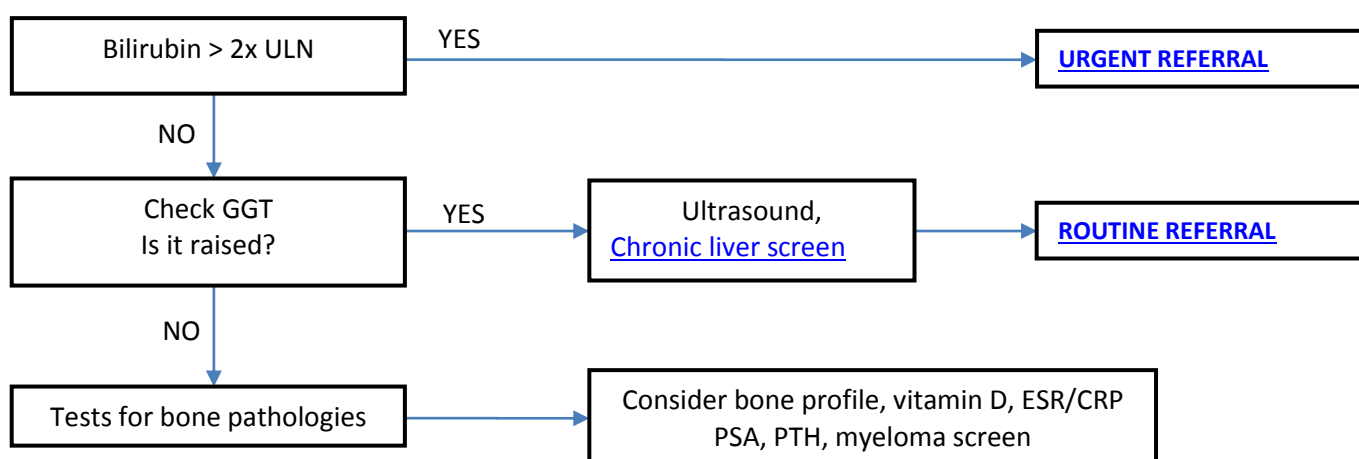 Bilirubin > 2x ULN
YES
URGENT REFERRAL
NO
Check GGT
Is it raised?
YES
Ultrasound,
Chronic liver screen
ROUTINE REFERRAL
NO
Tests for bone pathologies
Consider bone profile, vitamin D, ESR/CRP
PSA, PTH, myeloma screen